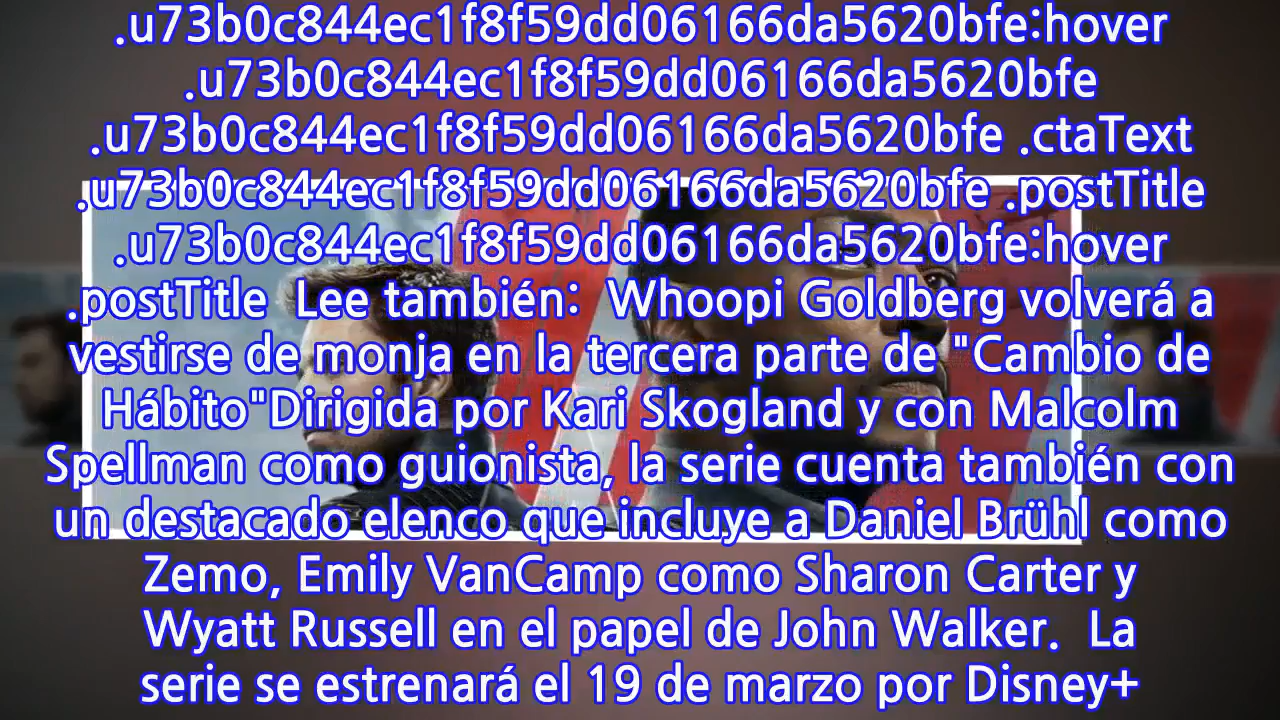 .u73b0c844ec1f8f59dd06166da5620bfe:hover
.u73b0c844ec1f8f59dd06166da5620bfe
.u73b0c844ec1f8f59dd06166da5620bfe .ctaText
.u73b0c844ec1f8f59dd06166da5620bfe .postTitle
.u73b0c844ec1f8f59dd06166da5620bfe:hover
.postTitle  Lee también:  Whoopi Goldberg volverá a
vestirse de monja en la tercera parte de "Cambio de
Hábito"Dirigida por Kari Skogland y con Malcolm
Spellman como guionista, la serie cuenta también con
un destacado elenco que incluye a Daniel Brühl como
Zemo, Emily VanCamp como Sharon Carter y
Wyatt Russell en el papel de John Walker.  La
serie se estrenará el 19 de marzo por Disney+